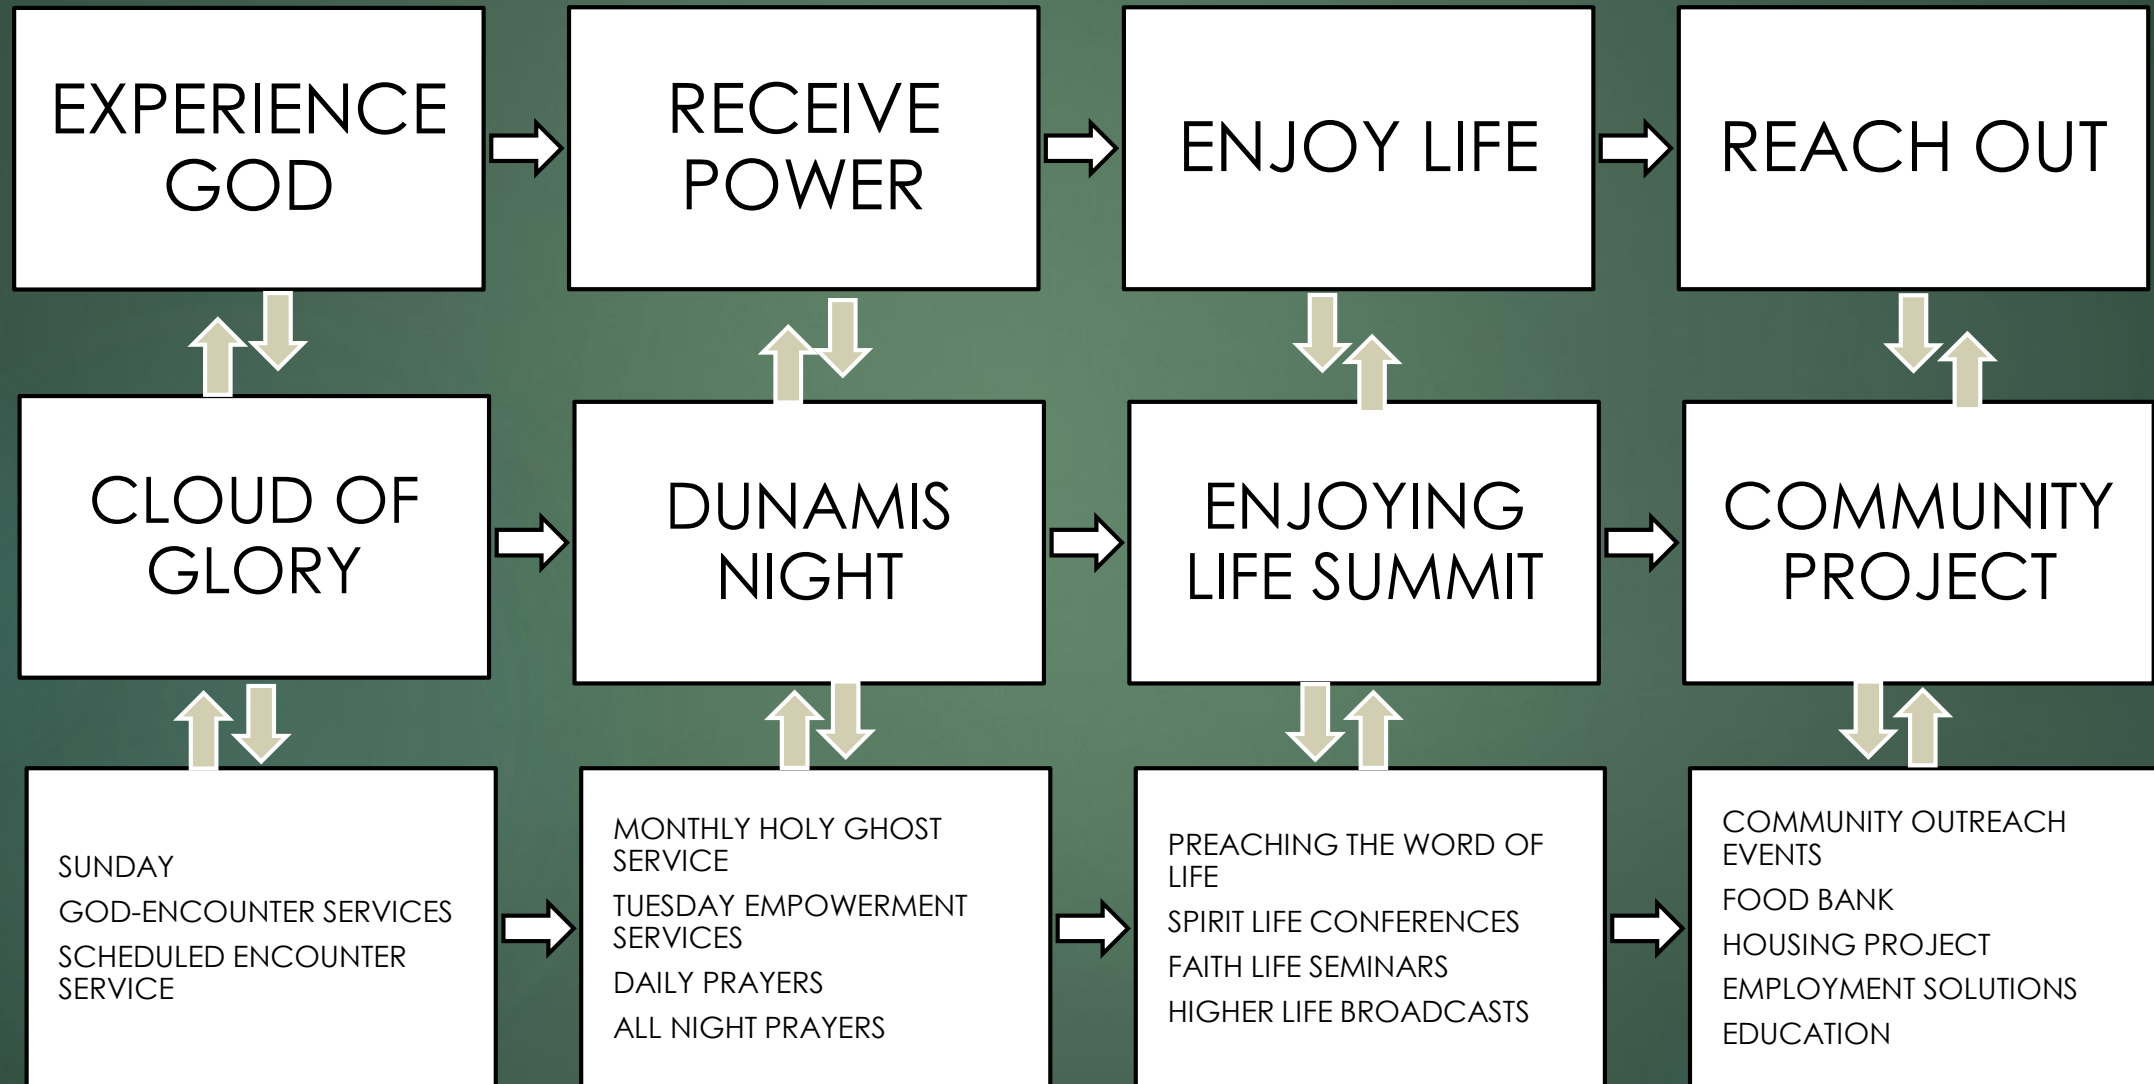 EXPERIENCE
GOD
RECEIVE
POWER
ENJOY LIFE
REACH OUT
CLOUD OF
GLORY
DUNAMIS
NIGHT
ENJOYING
LIFE SUMMIT
COMMUNITY
PROJECT
SUNDAY
GOD-ENCOUNTER SERVICES
SCHEDULED ENCOUNTER
SERVICE
MONTHLY HOLY GHOST
SERVICE
TUESDAY EMPOWERMENT
SERVICES
DAILY PRAYERS
ALL NIGHT PRAYERS
PREACHING THE WORD OF
LIFE
SPIRIT LIFE CONFERENCES
FAITH LIFE SEMINARS
HIGHER LIFE BROADCASTS
COMMUNITY OUTREACH
EVENTS
FOOD BANK
HOUSING PROJECT
EMPLOYMENT SOLUTIONS
EDUCATION